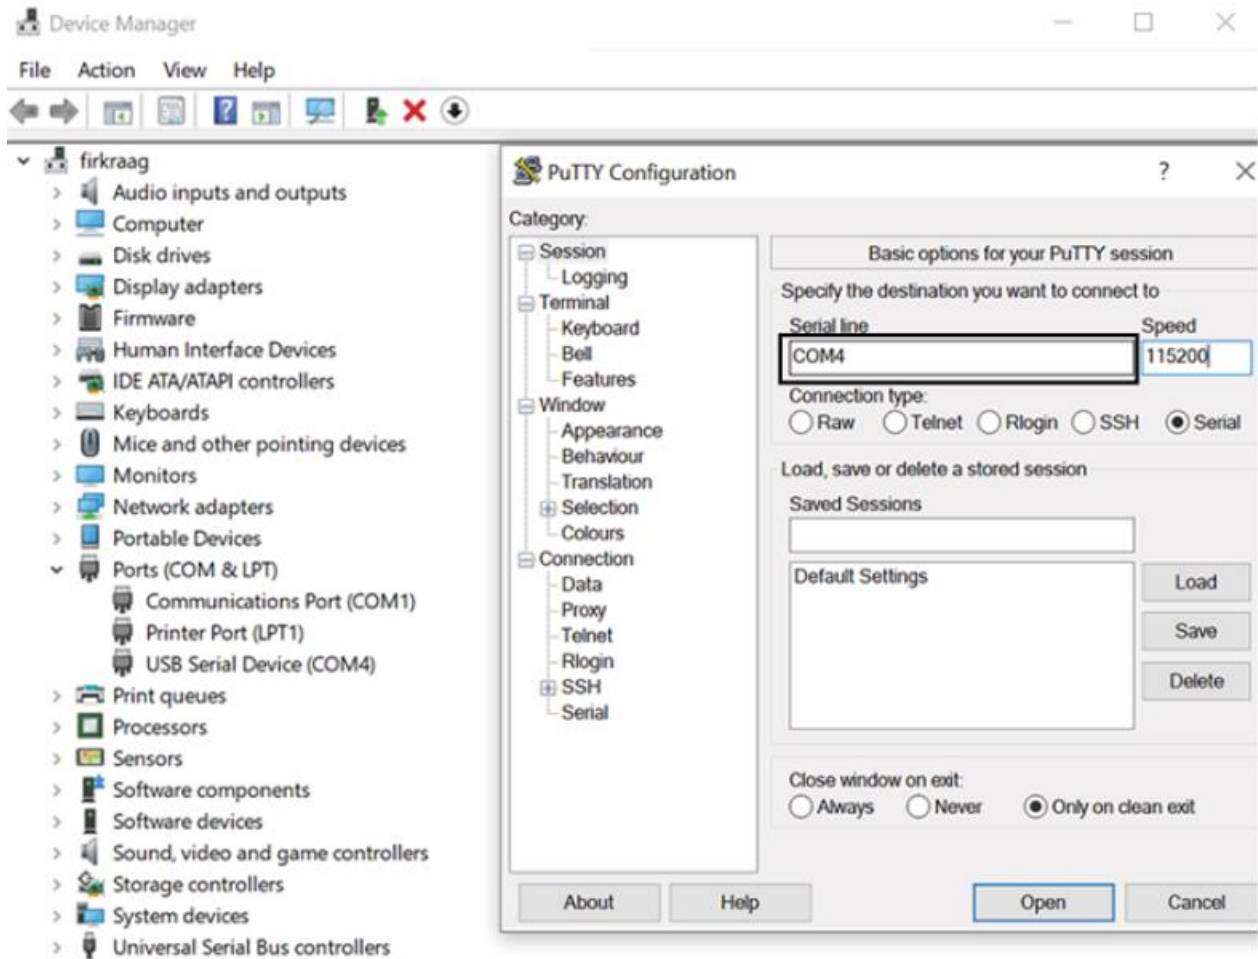 Device Manager
File Action View Help
firkraag
Audio inputs and outputs
Computer
Disk drives
Display adapters
Firmware
Human Interface Devices
IDE ATA/ATAPI controllers
Keyboards
Mice and other pointing devices
Monitors
Network adapters
Portable Devices
Ports (COM & LPT)
Communications Port (COM1)
Printer Port (LPT1)
USB Serial Device (COM4)
Print queues
Processors
Sensors
Software components
Software devices
Sound, video and game controllers
Storage controllers
System devices
Universal Serial Bus controllers
PuTTY Configuration ?
Category:
Session
Logging
Terminal
Keyboard
Bell
Features
Window
Appearance
Behaviour
Translation
Selection
Colours
Connection
Data
Proxy
Telnet
Rlogin
SSH
Serial
Basic options for your PuTTY session
Specify the destination you want to connect to
Serial line Speed
COM4 115200
Connection type:
Raw Telnet Rlogin SSH Serial
Load, save or delete a stored session
Saved Sessions
Default Settings
Load
Save
Delete
Close window on exit:
Always Never Only on clean exit
About Help Open Cancel